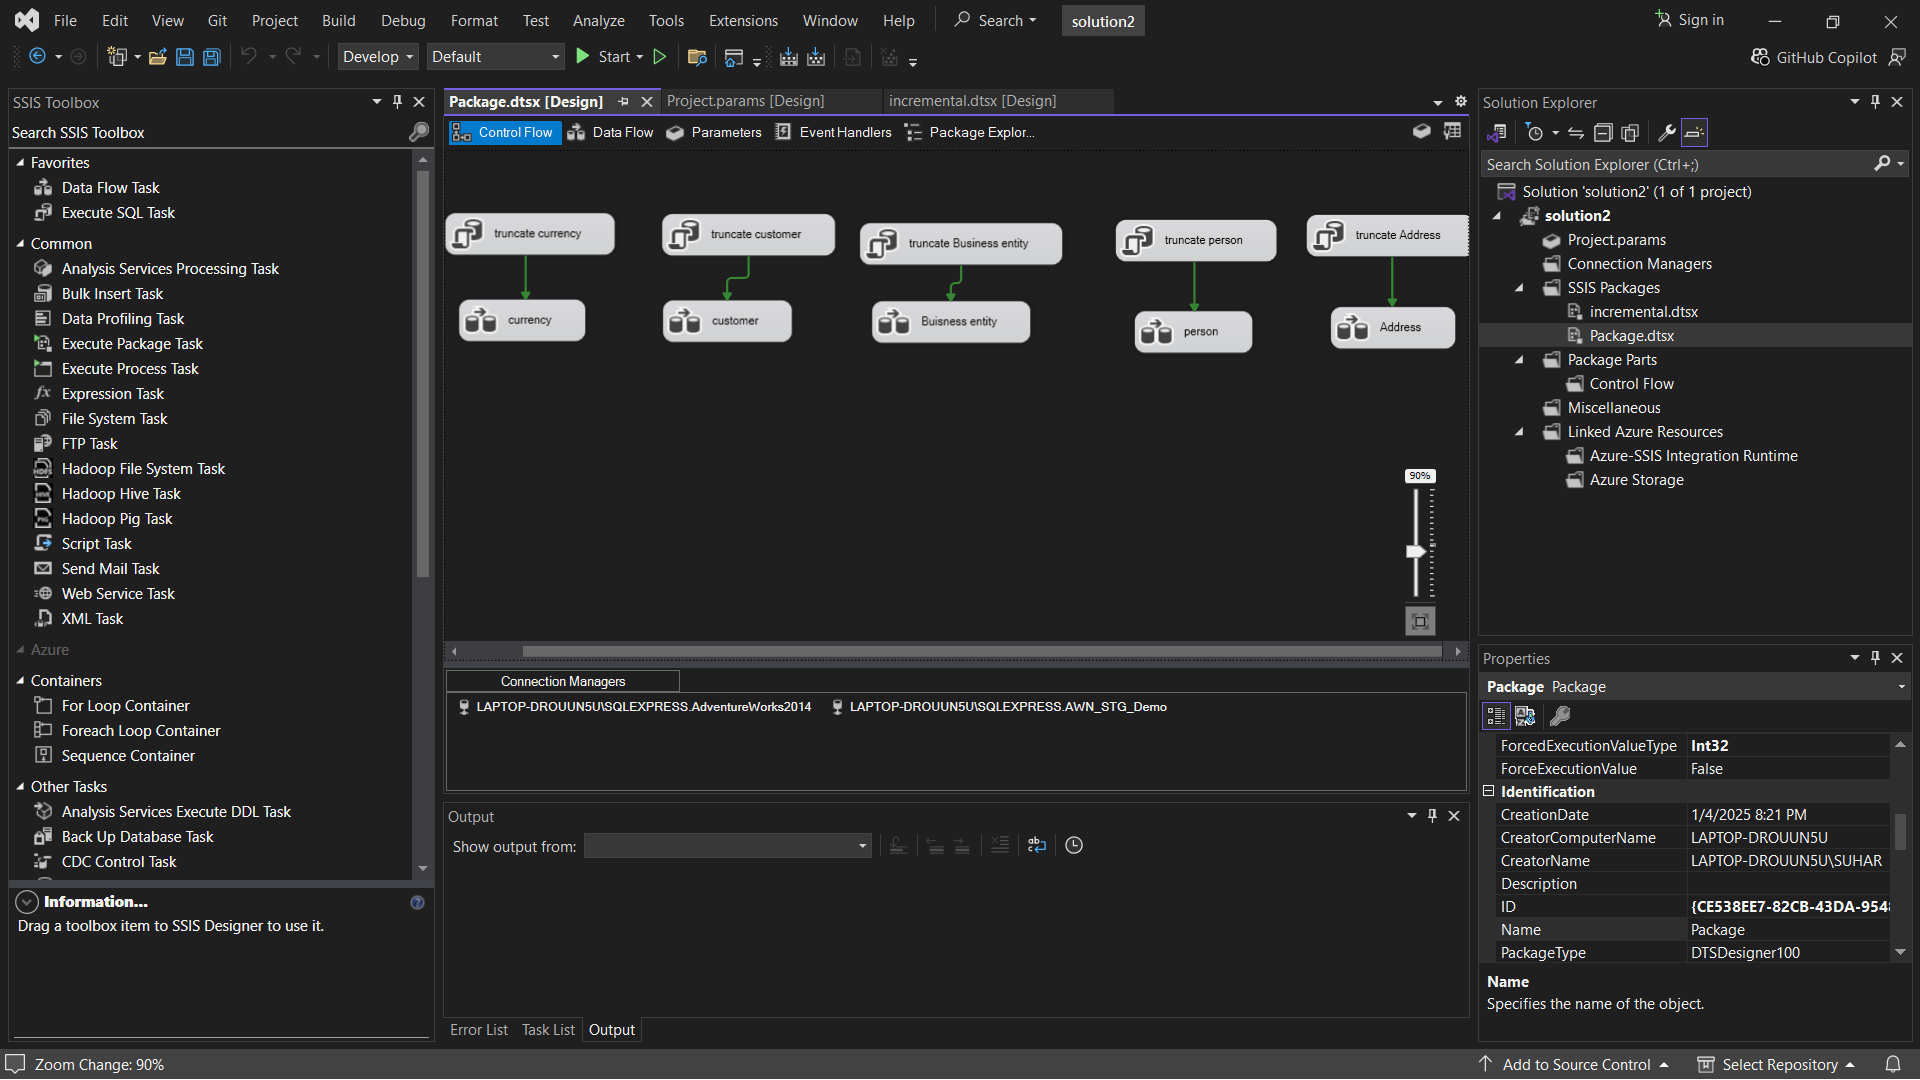 File Edit View Git Project Build Debug Format Test Analyze Tools Extensions Window Help Search solution2 Sign in
Develop Default Start GitHub Copilot
SSIS Toolbox
Search SSIS Toolbox
Favorites
Data Flow Task
Execute SQL Task
Common
Analysis Services Processing Task
Bulk Insert Task
Data Profiling Task
Execute Package Task
Execute Process Task
Expression Task
File System Task
FTP Task
Hadoop File System Task
Hadoop Hive Task
Hadoop Pig Task
Script Task
Send Mail Task
Web Service Task
XML Task
Azure
Containers
For Loop Container
Foreach Loop Container
Sequence Container
Other Tasks
Analysis Services Execute DDL Task
Back Up Database Task
CDC Control Task
Information...
Drag a toolbox item to SSIS Designer to use it.
Package.dtsx [Design] Project.params [Design] incremental.dtsx [Design]
Control Flow Data Flow Parameters Event Handlers Package Explor...
truncate currency truncate customer truncate Business entity truncate person truncate Address
currency customer Buisness entity person Address
90%
Connection Managers
LAPTOP-DROUUN5U\SQLEXPRESS.AdventureWorks2014 LAPTOP-DROUUN5U\SQLEXPRESS.AWN_STG_Demo
Output
Show output from:
Error List Task List Output
Solution Explorer
Search Solution Explorer (Ctrl+;)
Solution 'solution2' (1 of 1 project)
solution2
Project.params
Connection Managers
SSIS Packages
incremental.dtsx
Package.dtsx
Package Parts
Control Flow
Miscellaneous
Linked Azure Resources
Azure-SSIS Integration Runtime
Azure Storage
Properties
Package Package
ForcedExecutionValueType Int32
ForceExecutionValue False
Identification
CreationDate 1/4/2025 8:21 PM
CreatorComputerName LAPTOP-DROUUN5U
CreatorName LAPTOP-DROUUN5U\SUHAR
Description
ID {CE538EE7-82CB-43DA-954
Name Package
PackageType DTSDesigner100
Name
Specifies the name of the object.
Zoom Change: 90% Add to Source Control Select Repository